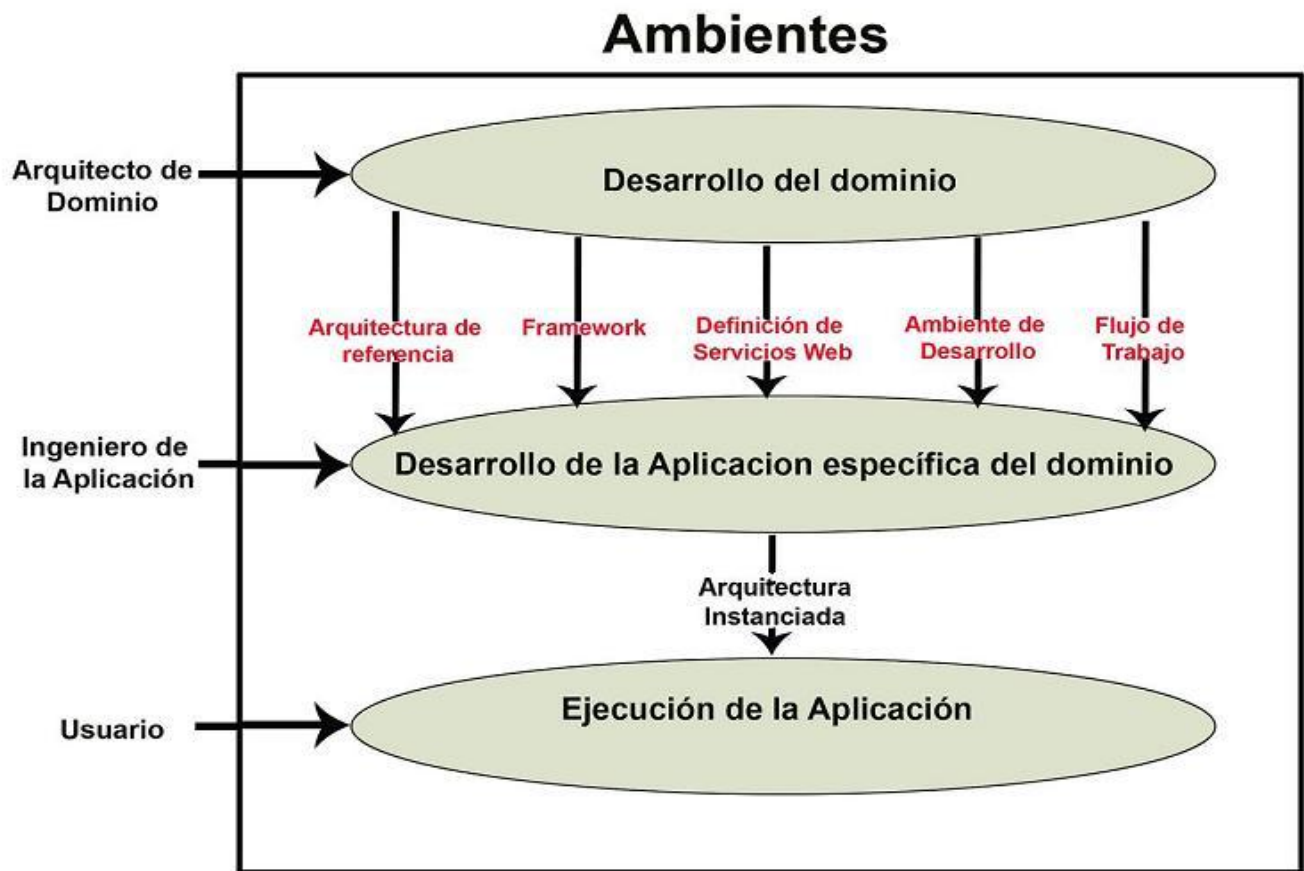 Ambientes
Arquitecto de
Dominio
Desarrollo del dominio
Arquitectura de
referencia
Framework
Definición de
Servicios Web
Ambiente de
Desarrollo
Flujo de
Trabajo
Ingeniero de
la Aplicación
Desarrollo de la Aplicacion específica del dominio
Arquitectura
Instanciada
Usuario
Ejecución de la Aplicación